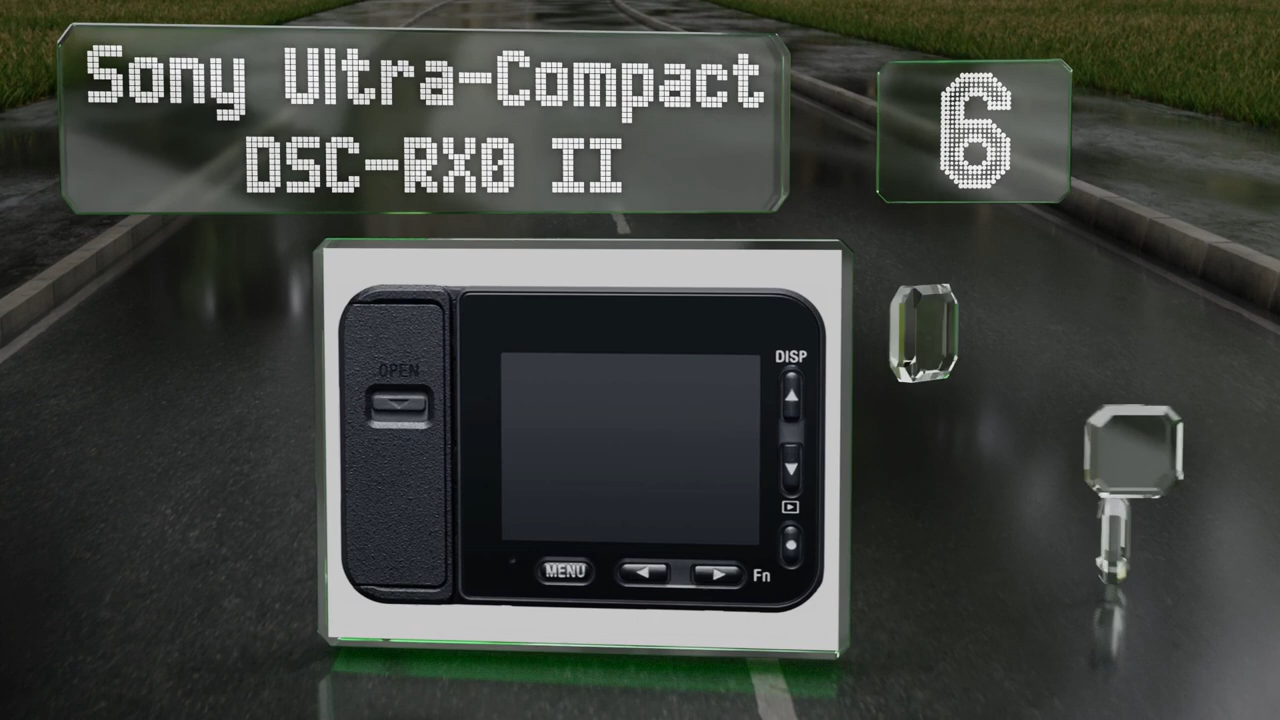 Sony Ultra-Compact
DSC-RX0 II
6
OPEN
DISP
MENU
Fn